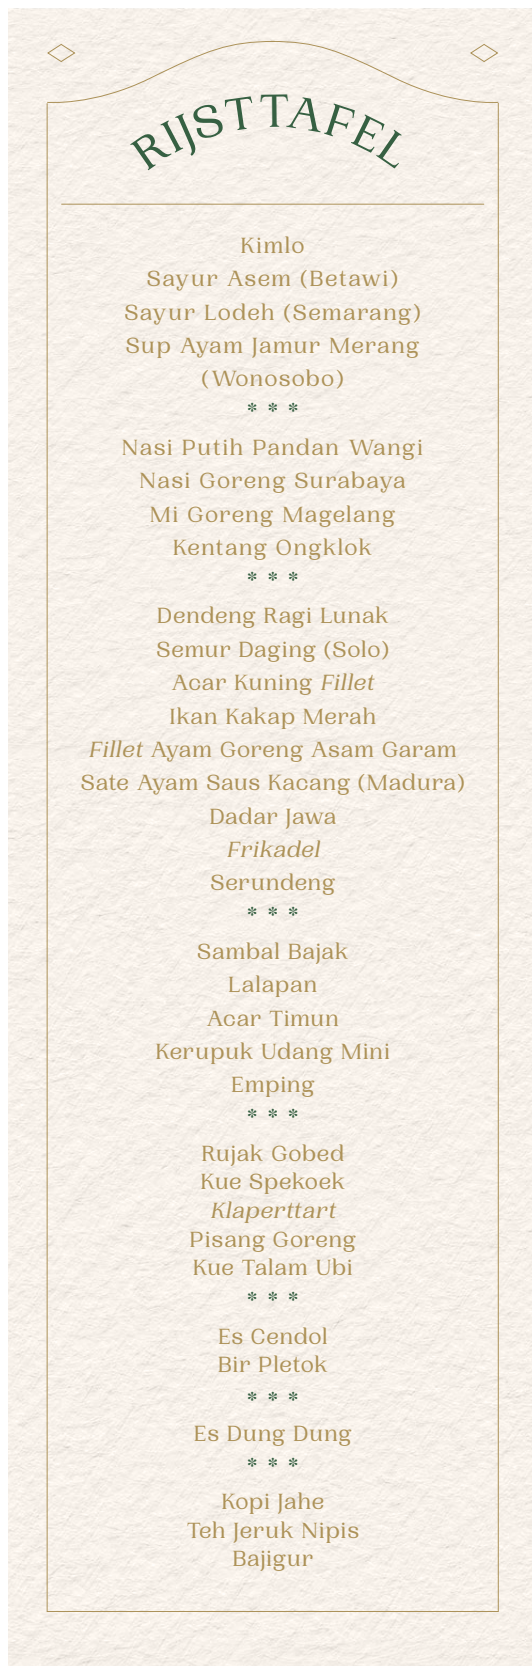 RIJSTTAFEL
Kimlo
Sayur Asem (Betawi)
Sayur Lodeh (Semarang)
Sup Ayam Jamur Merang
(Wonosobo)
* * *
Nasi Putih Pandan Wangi
Nasi Goreng Surabaya
Mi Goreng Magelang
Kentang Ongklok
* * *
Dendeng Ragi Lunak
Semur Daging (Solo)
Acar Kuning Fillet
Ikan Kakap Merah
Fillet Ayam Goreng Asam Garam
Sate Ayam Saus Kacang (Madura)
Dadar Jawa
Frikadel
Serundeng
* * *
Sambal Bajak
Lalapan
Acar Timun
Kerupuk Udang Mini
Emping
* * *
Rujak Gobed
Kue Spekoek
Klaperttart
Pisang Goreng
Kue Talam Ubi
* * *
Es Cendol
Bir Pletok
* * *
Es Dung Dung
* * *
Kopi Jahe
Teh Jeruk Nipis
Bajigur